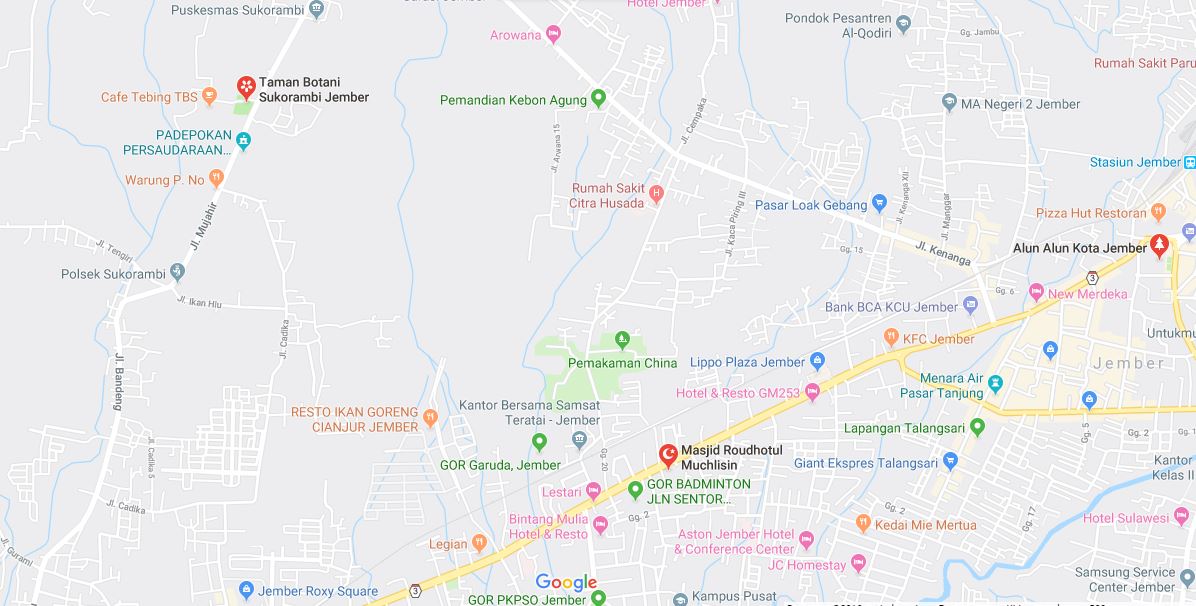 Puskesmas Sukorambi
Hotel Jember
Arowana
Pondok Pesantren
Al-Qodiri
Gg. Jambu
Rumah Sakit Paru
Taman Botani
Sukorambi Jember
Cafe Tebing TBS
Pemandian Kebon Agung
Jl. Cempaka
MA Negeri 2 Jember
PADEPOKAN
PERSAUDARAAN...
Jl. Arwana 15
Stasiun Jember
Warung P. No
Rumah Sakit
Citra Husada
Jl. Kaca Piring III
Jl. Kenanga XII
Jl. Manggar
Pasar Loak Gebang
Pizza Hut Restoran
Jl. Mujahir
Jl. Tengiri
Gg. 15
Jl. Kenanga
Alun Alun Kota Jember
3
Polsek Sukorambi
Jl. Ikan Hiu
Gg. 6
New Merdeka
Bank BCA KCU Jember
Jl. Cadika
Untukmu
KFC Jember
Pemakaman China
Lippo Plaza Jember
Jember
Jl. Bandeng
Menara Air
Pasar Tanjung
Hotel & Resto GM253
Kantor Bersama Samsat
Teratai - Jember
RESTO IKAN GORENG
CIANJUR JEMBER
Lapangan Talangsari
Gg. 5
Jl. Cadika 5
GOR Garuda, Jember
Gg. 20
Masjid Roudhotul
Muchlisin
Giant Ekspres Talangsari
Kantor
Kelas II
GOR BADMINTON
JLN SENTOR...
Lestari
Jl. Cadika
Gg. 2
Gg. 2
Gg. 17
Bintang Mulia
Hotel & Resto
Kedai Mie Mertua
Hotel Sulawesi
Legian
Aston Jember Hotel
& Conference Center
JC Homestay
Jl. Gurami
Google
Samsung Service
Center Jember
Jember Roxy Square
3
GOR PKPSO Jember
Kampus Pusat